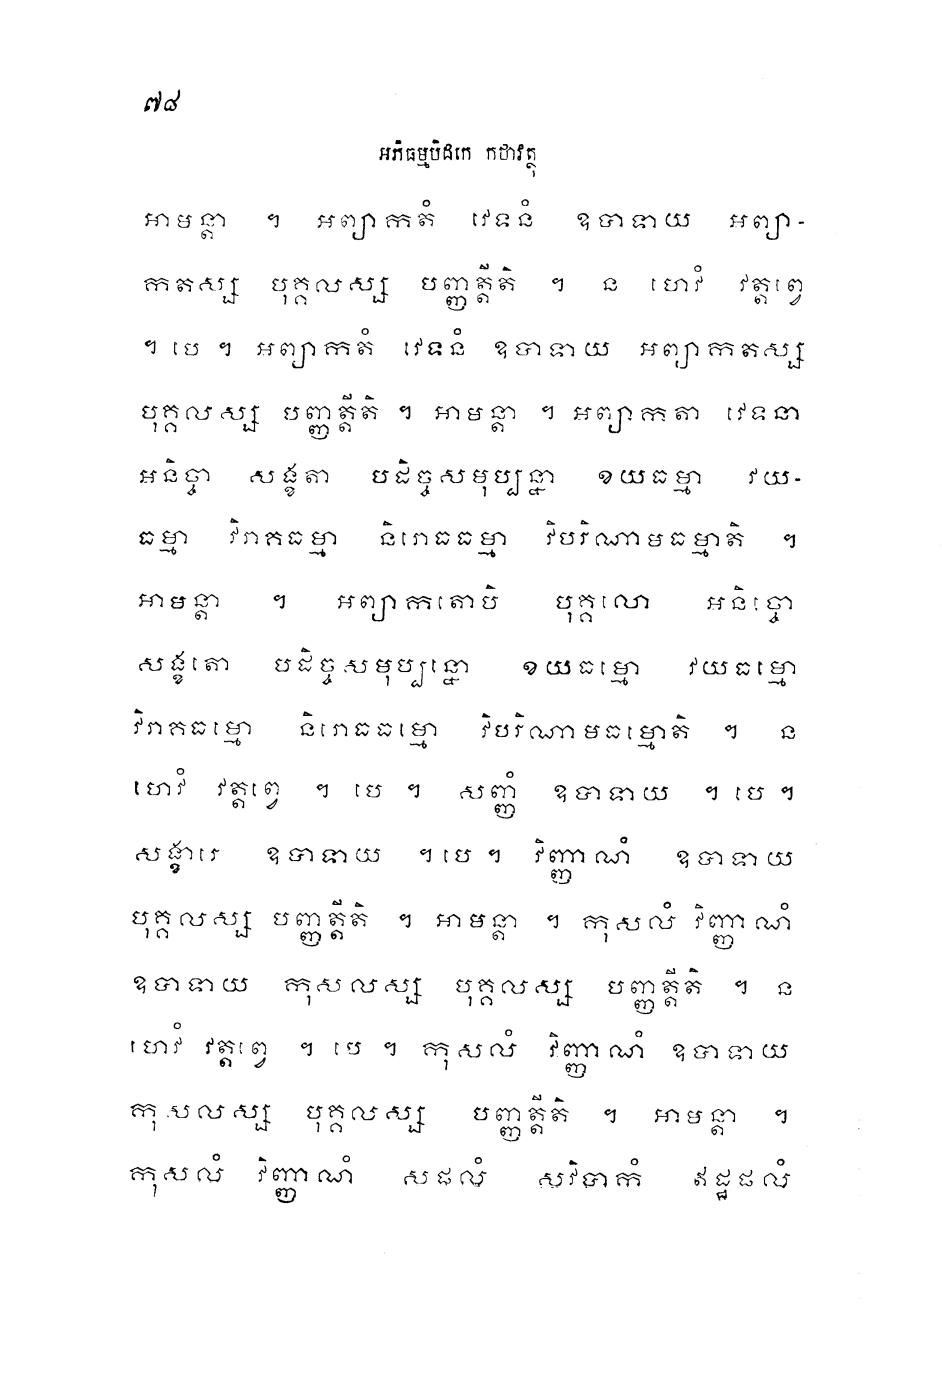 ៧៨
អភិធម្មបិដកេ កថាវត្ថុ
អាមន្តា ។ អព្យាកតំ វេទនំ ឧបាទាយ អព្យា-
កតស្ស បុគ្គលស្ស បញ្ញត្តីតិ ។ ន ហេវំ វត្តព្វេ
។ បេ ។ អព្យាកតំ វេទនំ ឧបាទាយ អព្យាកតស្ស
បុគ្គលស្ស បញ្ញត្តីតិ ។ អាមន្តា ។ អព្យាកតា វេទនា
អនិច្ចា សង្ខតា បដិច្ចសមុប្បន្នា ខយធម្មា វយ-
ធម្មា វិរាគធម្មា និរោធធម្មា វិបរិណាមធម្មាតិ ។
អាមន្តា ។ អព្យាកតោបិ បុគ្គលោ អនិច្ចោ
សង្ខតោ បដិច្ចសមុប្បន្នោ ខយធម្មោ វយធម្មោ
វិរាគធម្មោ និរោធធម្មោ វិបរិណាមធម្មោតិ ។ ន
ហេវំ វត្តព្វេ ។ បេ ។ សញ្ញំ ឧបាទាយ ។ បេ ។
សង្ខារេ ឧបាទាយ ។ បេ ។ វិញ្ញាណំ ឧបាទាយ
បុគ្គលស្ស បញ្ញត្តីតិ ។ អាមន្តា ។ កុសលំ វិញ្ញាណំ
ឧបាទាយ កុសលស្ស បុគ្គលស្ស បញ្ញត្តីតិ ។ ន
ហេវំ វត្តព្វេ ។ បេ ។ កុសលំ វិញ្ញាណំ ឧបាទាយ
កុសលស្ស បុគ្គលស្ស បញ្ញត្តីតិ ។ អាមន្តា ។
កុសលំ វិញ្ញាណំ សផលំ សវិបាកំ ឥដ្ឋផលំ